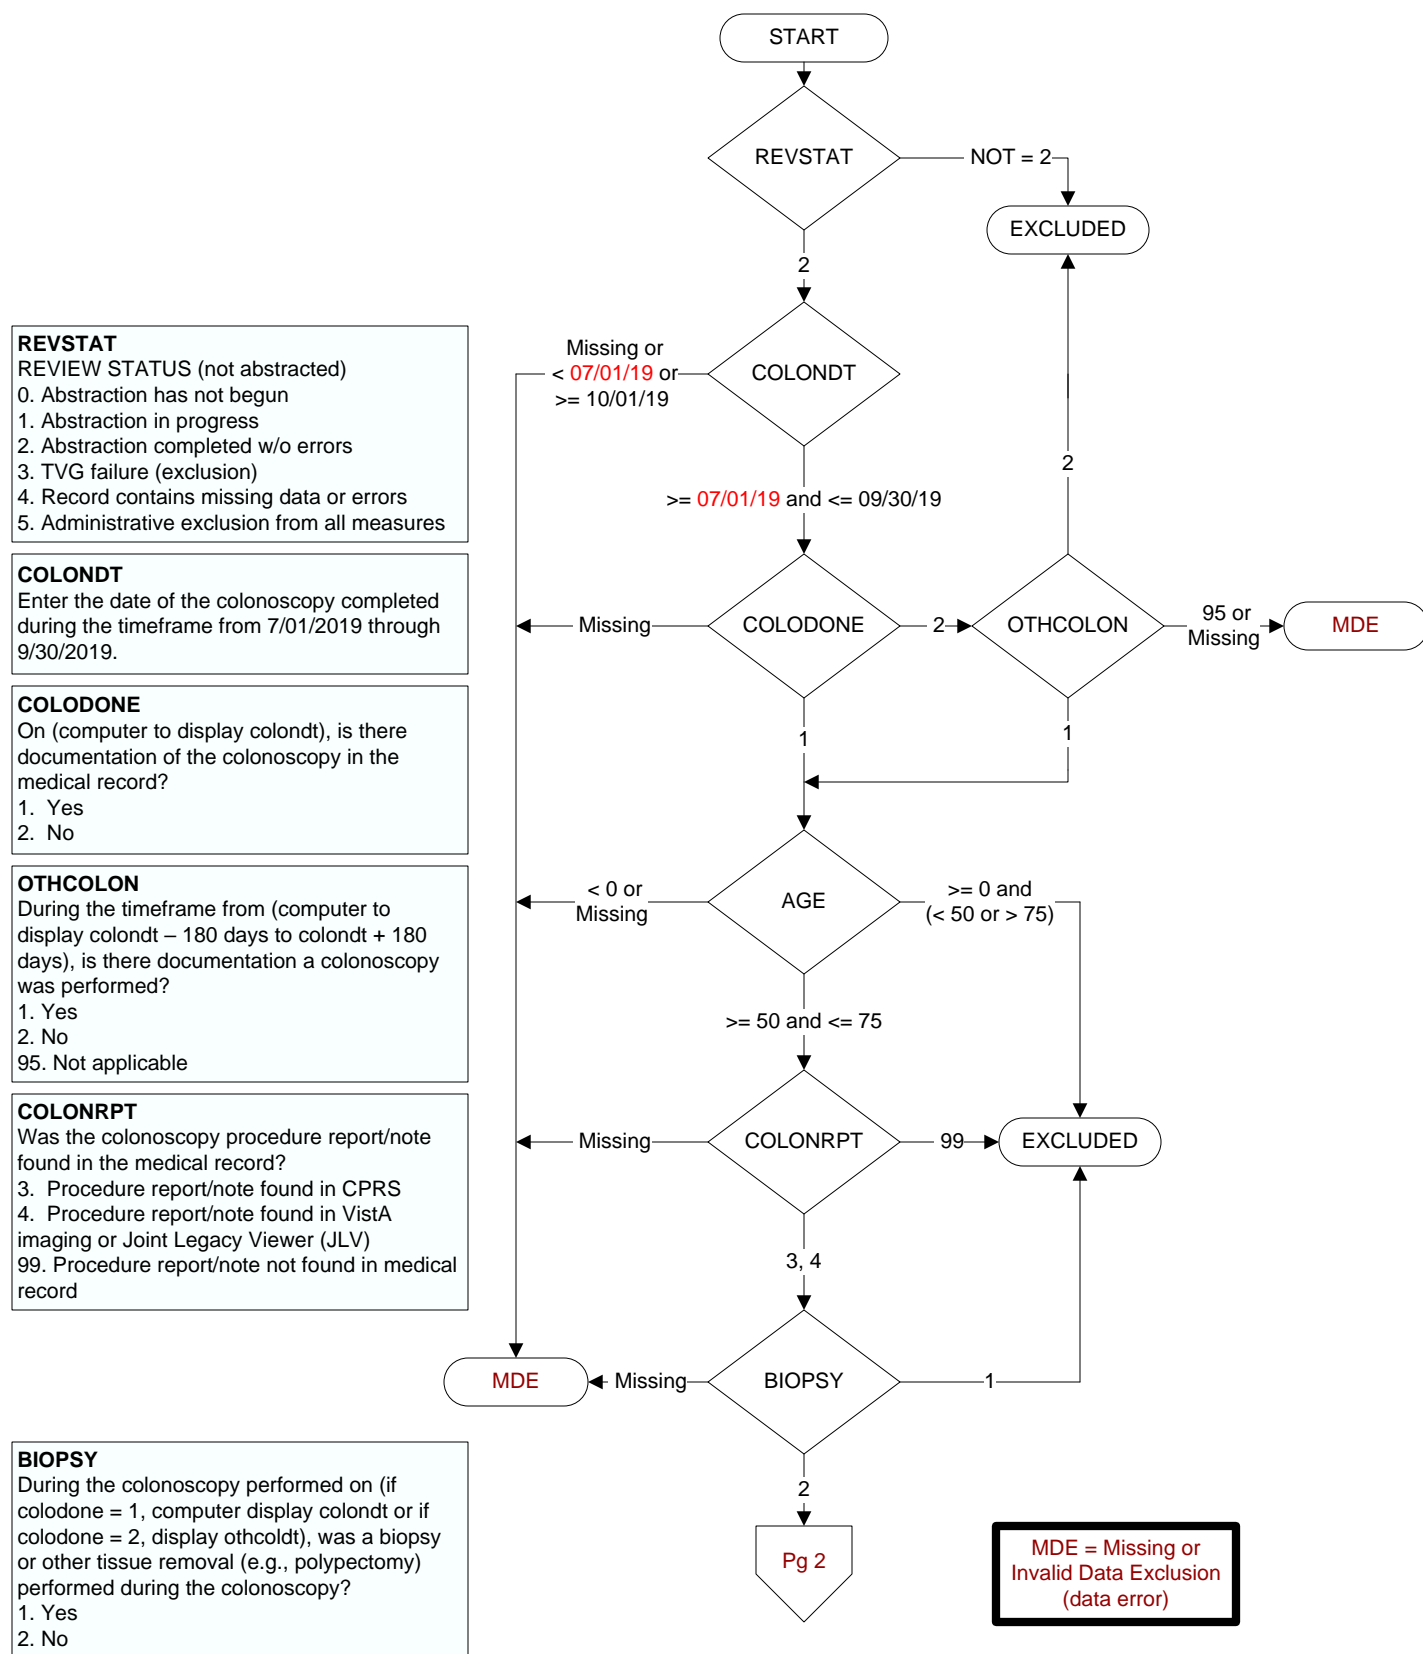 START
REVSTAT
NOT = 2
EXCLUDED
2
REVSTAT
REVIEW STATUS (not abstracted)
0. Abstraction has not begun
1. Abstraction in progress
2. Abstraction completed w/o errors
3. TVG failure (exclusion)
4. Record contains missing data or errors
5. Administrative exclusion from all measures
Missing or
< 07/01/19 or
>= 10/01/19
COLONDT
2
>= 07/01/19 and <= 09/30/19
COLONDT
Enter the date of the colonoscopy completed
during the timeframe from 7/01/2019 through
9/30/2019.
Missing
COLODONE
2
OTHCOLON
95 or
Missing
MDE
COLODONE
On (computer to display colondt), is there
documentation of the colonoscopy in the
medical record?
1. Yes
2. No
1
1
OTHCOLON
During the timeframe from (computer to
display colondt – 180 days to colondt + 180
days), is there documentation a colonoscopy
was performed?
1. Yes
2. No
95. Not applicable
< 0 or
Missing
AGE
>= 0 and
(< 50 or > 75)
>= 50 and <= 75
COLONRPT
Was the colonoscopy procedure report/note
found in the medical record?
3. Procedure report/note found in CPRS
4. Procedure report/note found in VistA
imaging or Joint Legacy Viewer (JLV)
99. Procedure report/note not found in medical
record
Missing
COLONRPT
99
EXCLUDED
3, 4
MDE
Missing
BIOPSY
1
BIOPSY
During the colonoscopy performed on (if
colodone = 1, computer display colondt or if
colodone = 2, display othcoldt), was a biopsy
or other tissue removal (e.g., polypectomy)
performed during the colonoscopy?
1. Yes
2. No
2
Pg 2
MDE = Missing or
Invalid Data Exclusion
(data error)